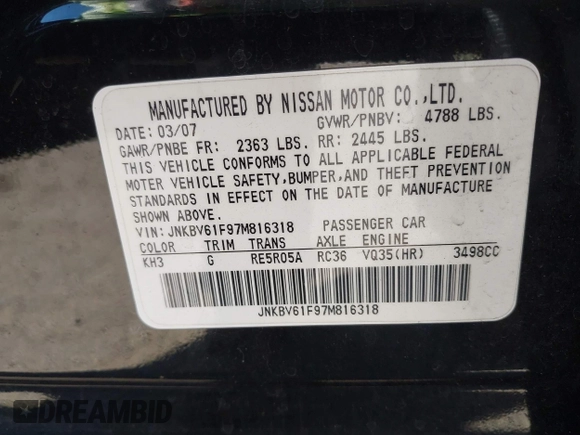 MANUFACTURED BY NISSAN MOTOR CO.,LTD.
DATE: 03/07 GVWR/PNBV: 4788 LBS.
GAWR/PNBE FR: 2363 LBS. RR: 2445 LBS.
THIS VEHICLE CONFORMS TO ALL APPLICABLE FEDERAL
MOTER VEHICLE SAFETY,BUMPER,AND THEFT PREVENTION
STANDARDS IN EFFECT ON THE DATE OF MANUFACTURE
SHOWN ABOVE.
VIN: JNKBV61F97M816318 PASSENGER CAR
COLOR TRIM TRANS AXLE ENGINE
KH3 G RE5R05A RC36 VQ35(HR) 3498CC
JNKBV61F97M816318
DREAMBID